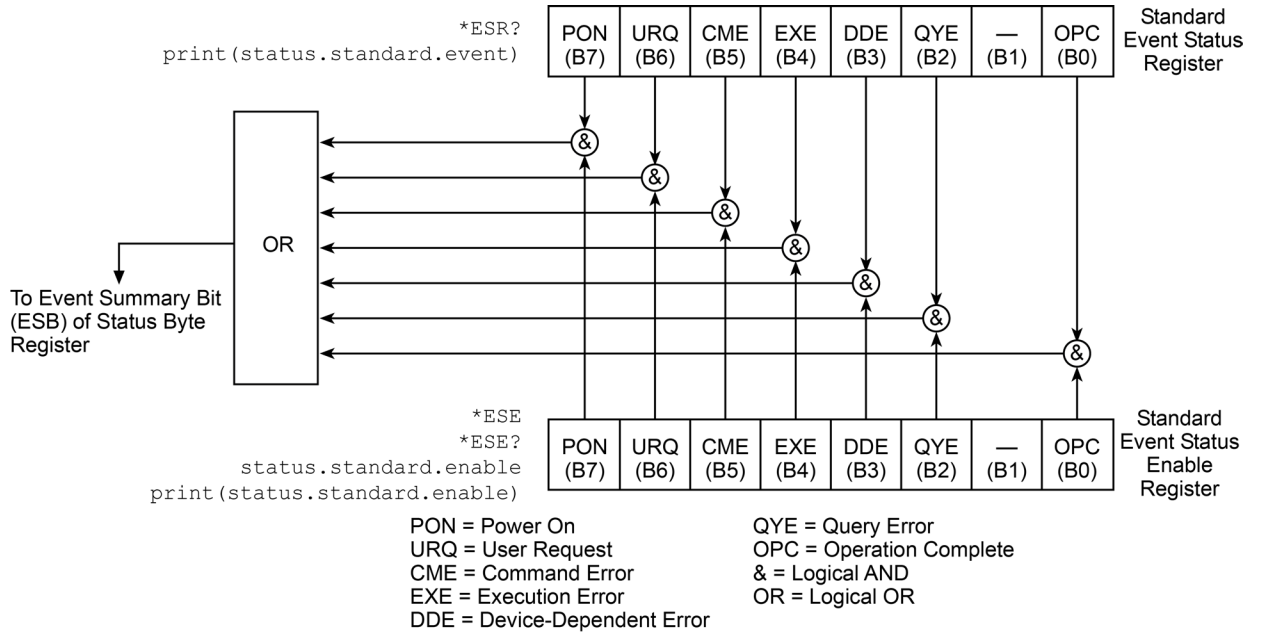 *ESR?
print(status.standard.event)
PON URQ CME EXE DDE QYE — OPC
(B7) (B6) (B5) (B4) (B3) (B2) (B1) (B0)
Standard
Event Status
Register
&
&
&
&
&
&
&
OR
To Event Summary Bit
(ESB) of Status Byte
Register
*ESE
*ESE?
status.standard.enable
print(status.standard.enable)
PON URQ CME EXE DDE QYE — OPC
(B7) (B6) (B5) (B4) (B3) (B2) (B1) (B0)
Standard
Event Status
Enable
Register
PON = Power On
URQ = User Request
CME = Command Error
EXE = Execution Error
DDE = Device-Dependent Error
QYE = Query Error
OPC = Operation Complete
& = Logical AND
OR = Logical OR